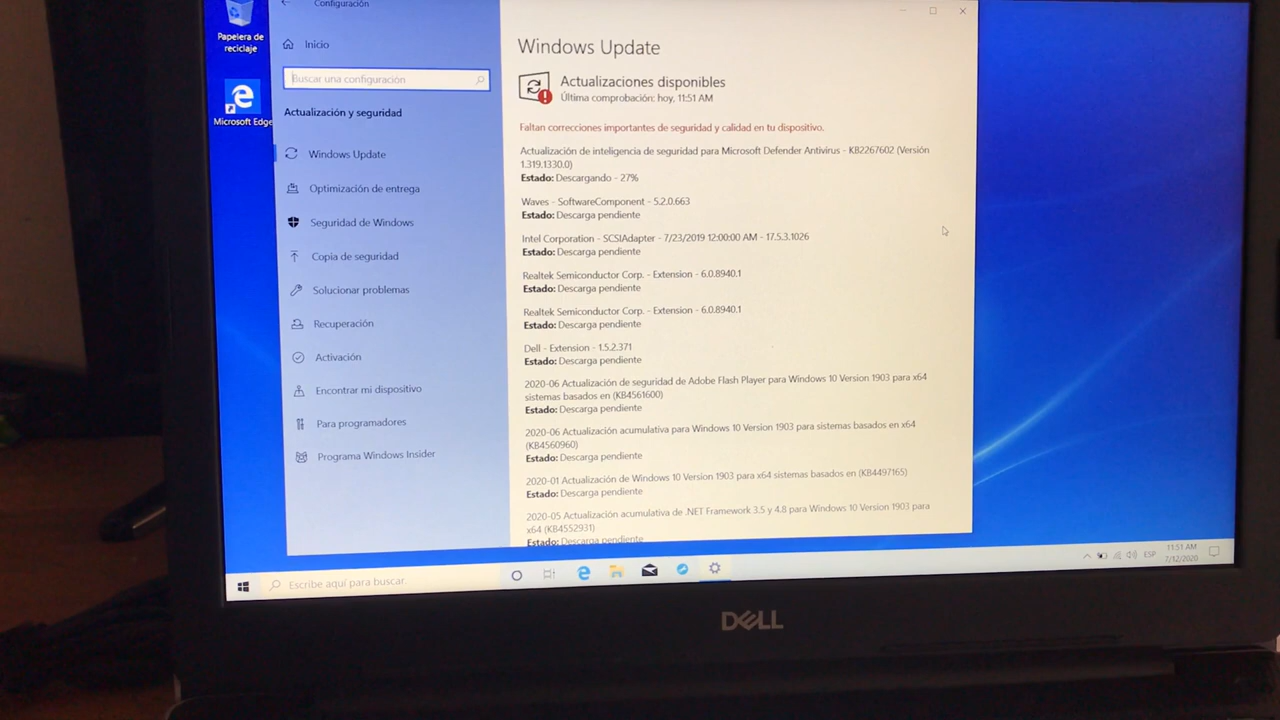 Papelera de
reciclaje
Microsoft Edge
Configuración
Inicio
Buscar una configuración
Actualización y seguridad
Windows Update
Optimización de entrega
Seguridad de Windows
Copia de seguridad
Solucionar problemas
Recuperación
Activación
Encontrar mi dispositivo
Para programadores
Programa Windows Insider
Windows Update
Actualizaciones disponibles
Última comprobación: hoy, 11:51 AM
Faltan correcciones importantes de seguridad y calidad en tu dispositivo.
Actualización de inteligencia de seguridad para Microsoft Defender Antivirus - KB2267602 (Versión
1.319.1330.0)
Estado: Descargando - 27%
Waves - SoftwareComponent - 5.2.0.663
Estado: Descarga pendiente
Intel Corporation - SCSIAdapter - 7/23/2019 12:00:00 AM - 17.5.3.1026
Estado: Descarga pendiente
Realtek Semiconductor Corp. - Extension - 6.0.8940.1
Estado: Descarga pendiente
Realtek Semiconductor Corp. - Extension - 6.0.8940.1
Estado: Descarga pendiente
Dell - Extension - 1.5.2.371
Estado: Descarga pendiente
2020-06 Actualización de seguridad de Adobe Flash Player para Windows 10 Version 1903 para x64
sistemas basados en (KB4561600)
Estado: Descarga pendiente
2020-06 Actualización acumulativa para Windows 10 Version 1903 para sistemas basados en x64
(KB4560960)
Estado: Descarga pendiente
2020-01 Actualización de Windows 10 Version 1903 para x64 sistemas basados en (KB4497165)
Estado: Descarga pendiente
2020-05 Actualización acumulativa de .NET Framework 3.5 y 4.8 para Windows 10 Version 1903 para
x64 (KB4552931)
Estado: Descarga pendiente
Escribe aquí para buscar.
ESP
11:51 AM
7/12/2020
DELL